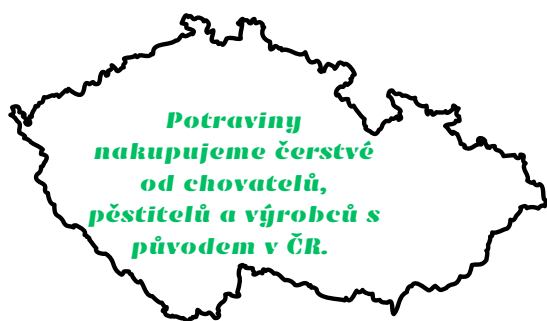 Potraviny
nakupujeme čerstvé
od chovatelů,
pěstitelů a výrobců s
původem v ČR.